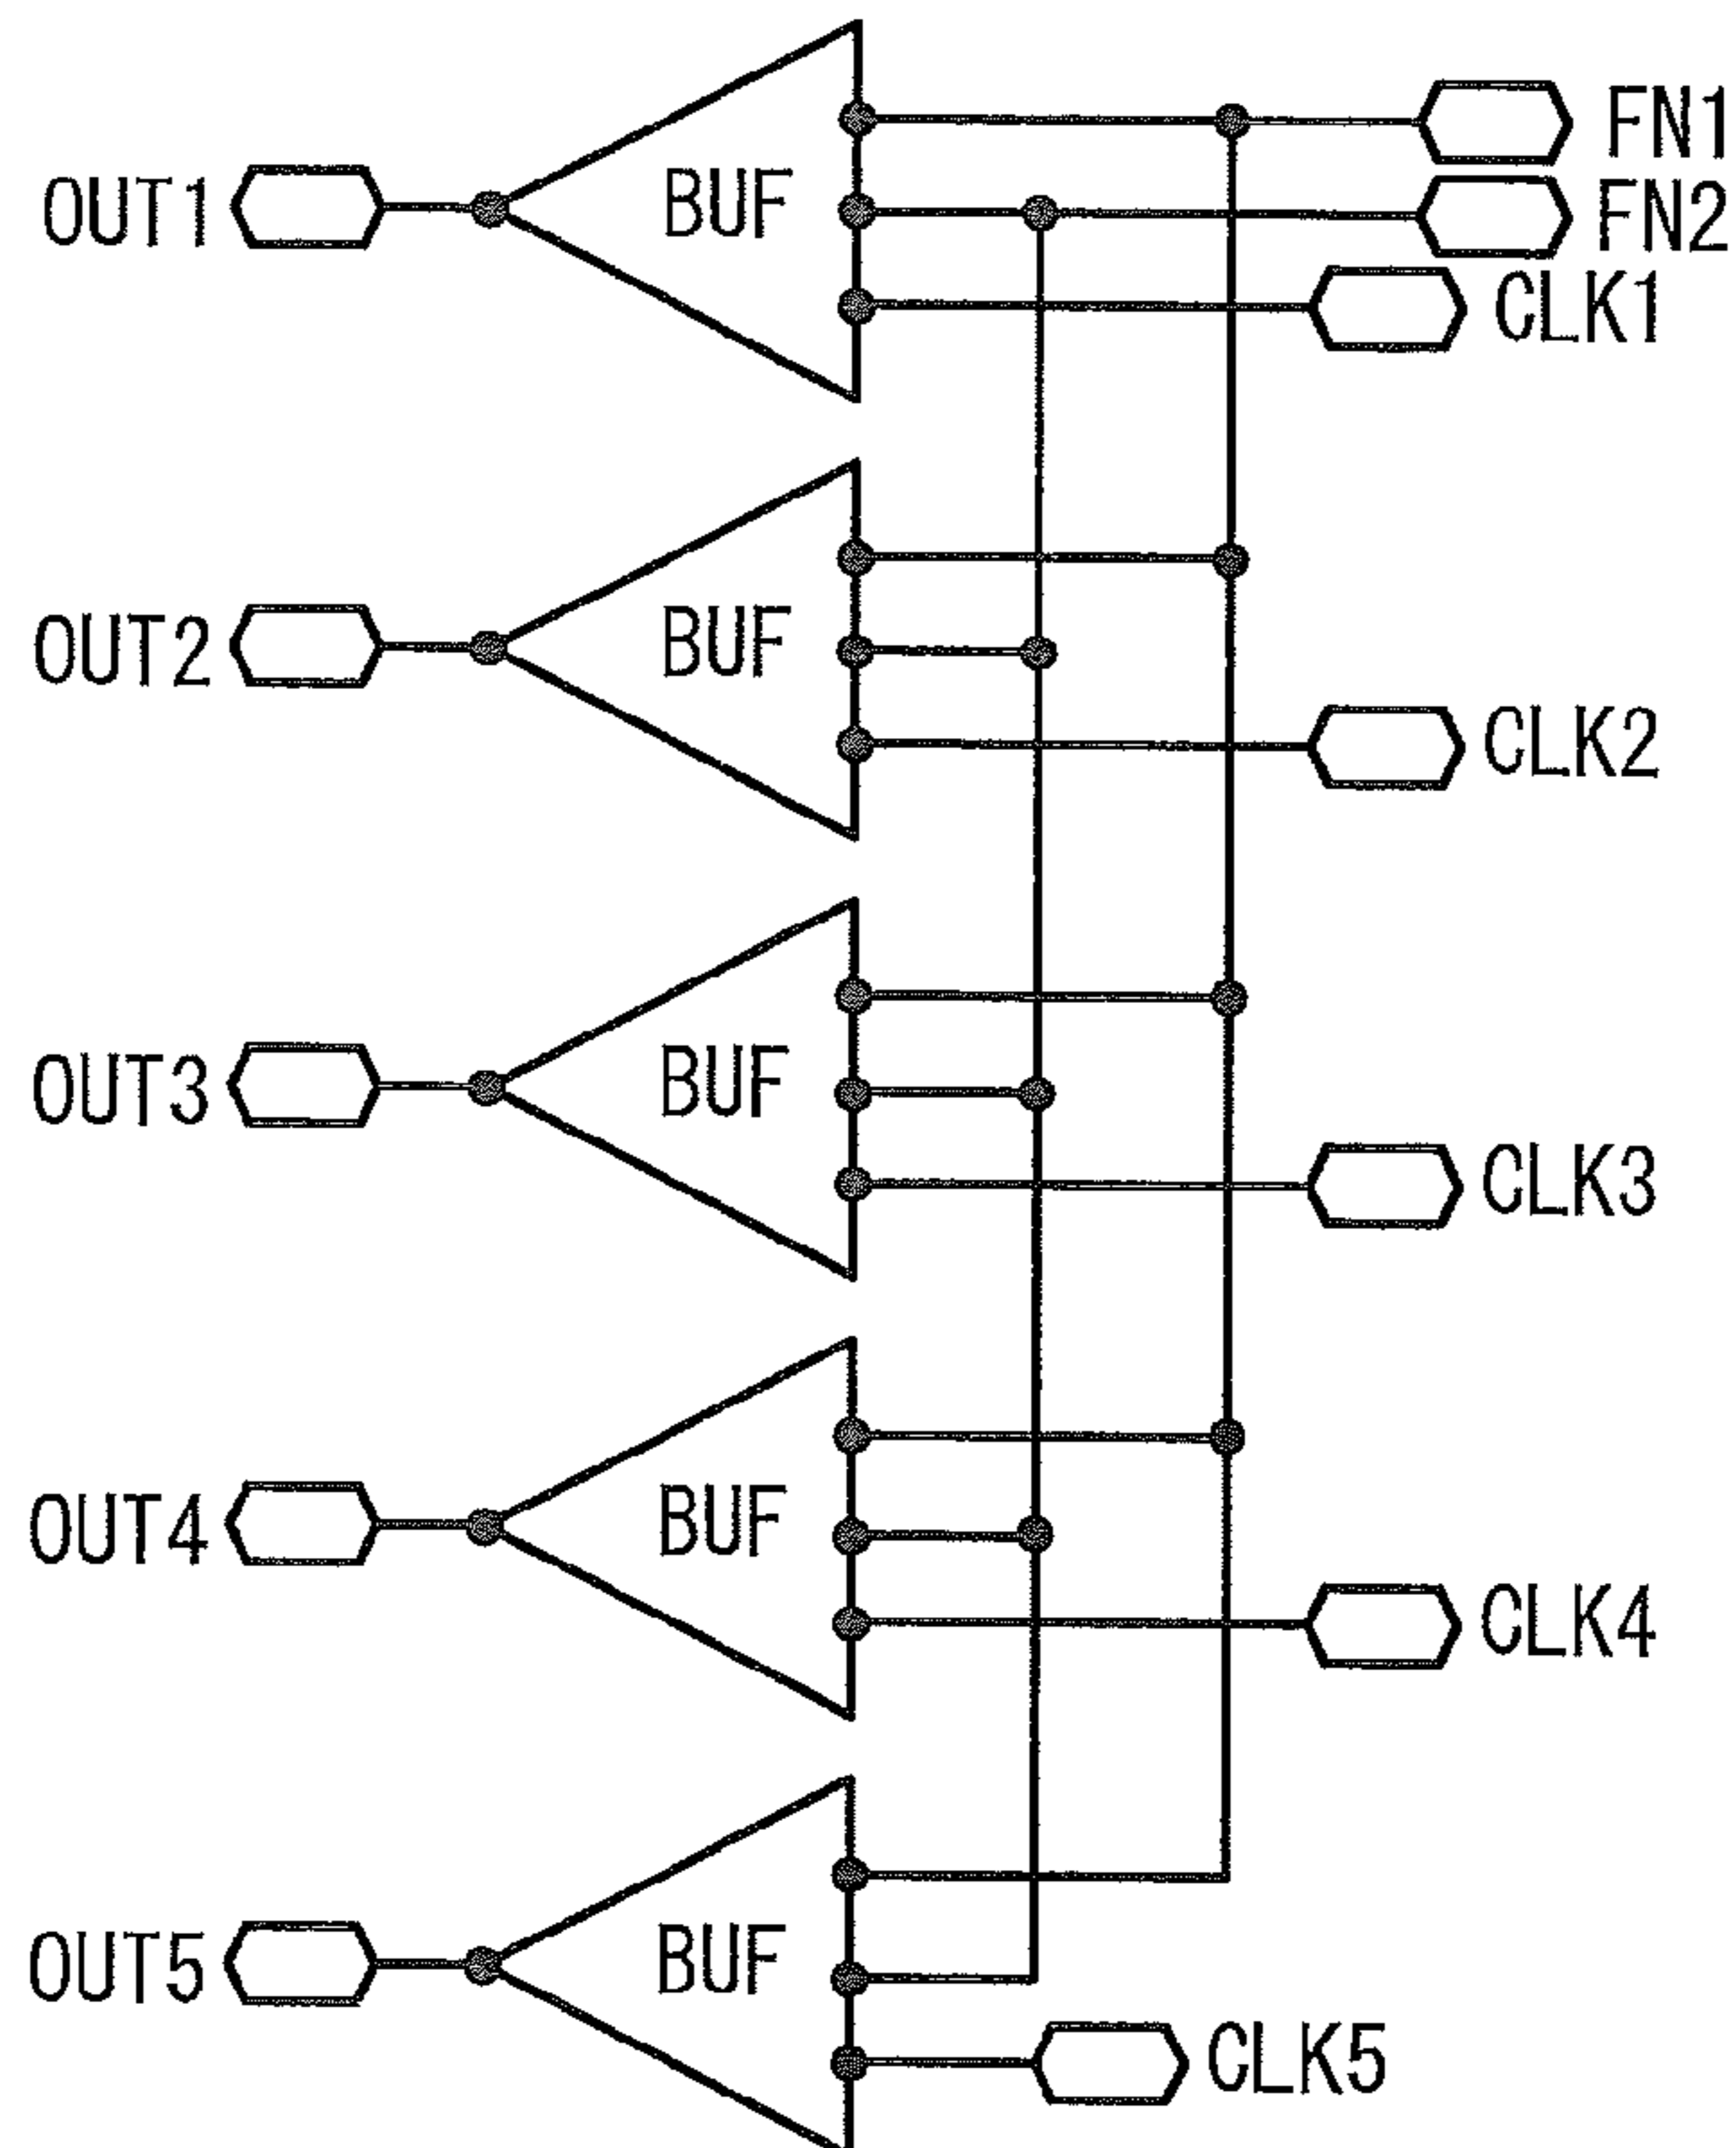 FN1
OUT1 BUF FN2
CLK1
OUT2 BUF
CLK2
OUT3 BUF
CLK3
OUT4 BUF
CLK4
OUT5 BUF
CLK5